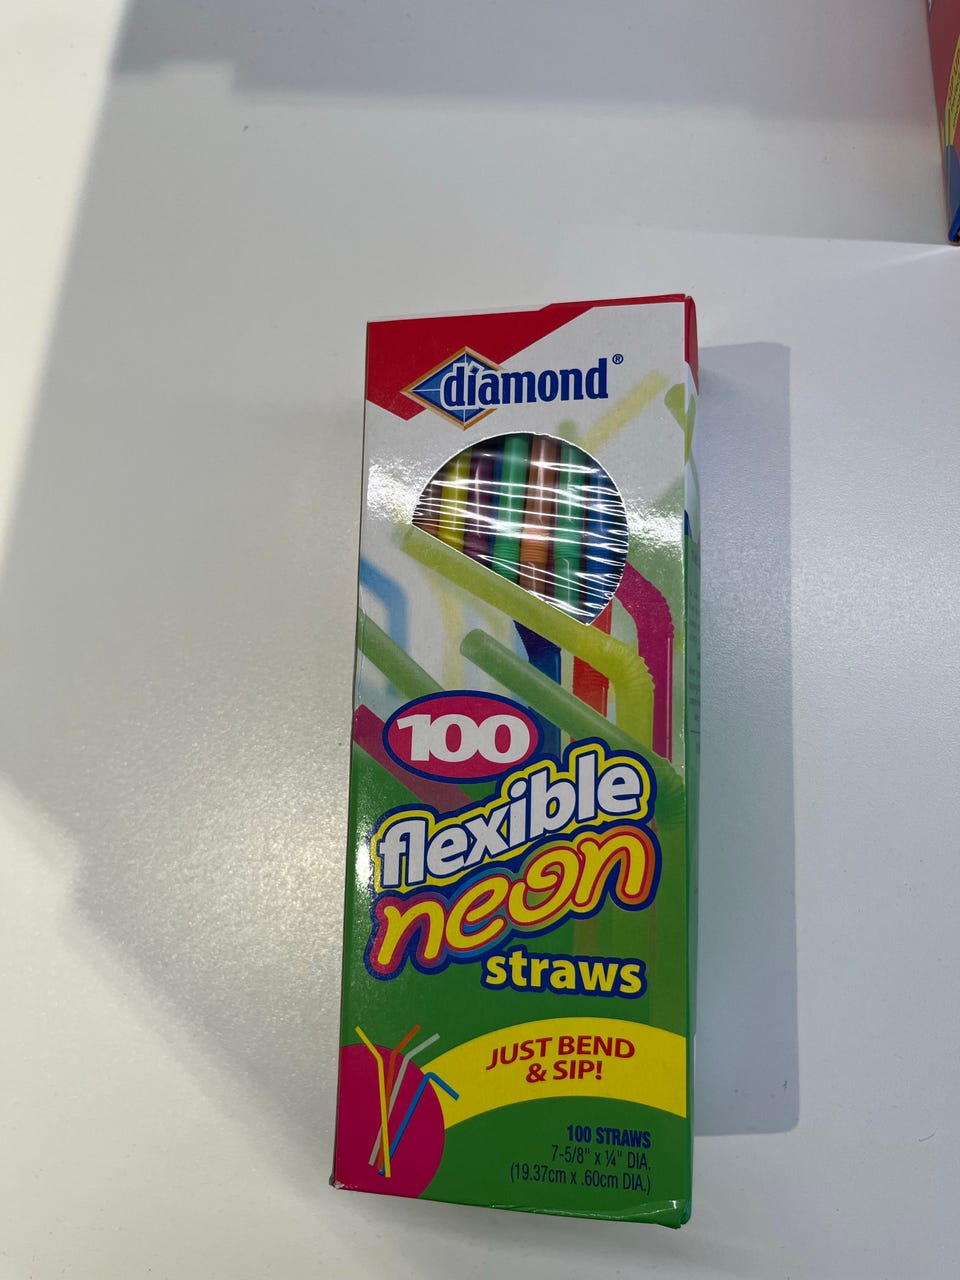 diamond®
100
flexible
neon
straws
JUST BEND
& SIP!
100 STRAWS
7-5/8" x ¼" DIA.
(19.37cm x .60cm DIA.)